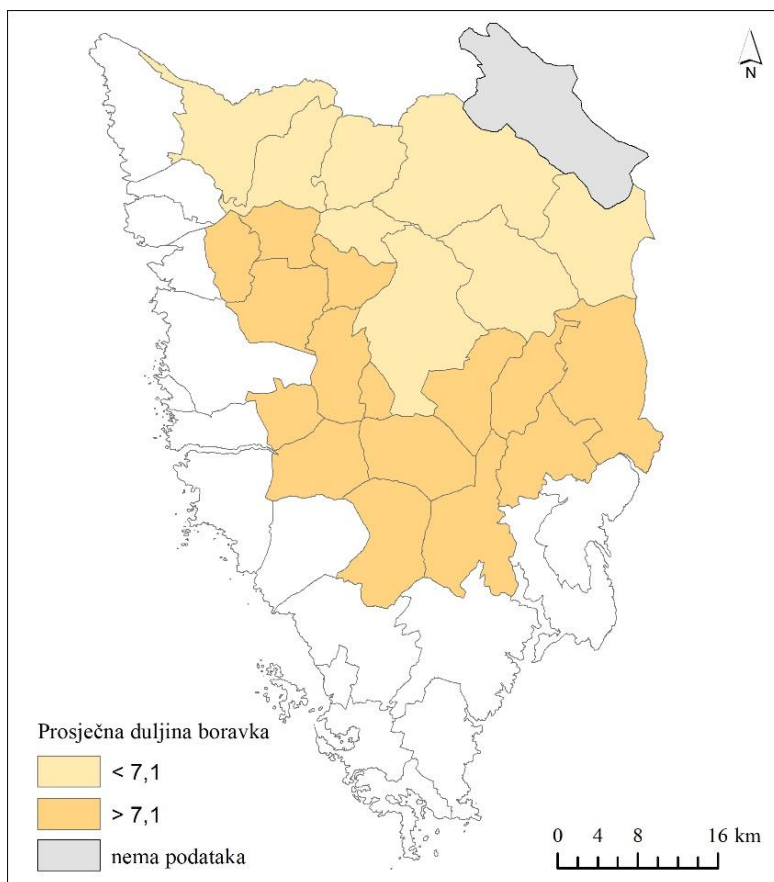 N
Prosječna duljina boravka
< 7,1
> 7,1
nema podataka
0 4 8 16 km